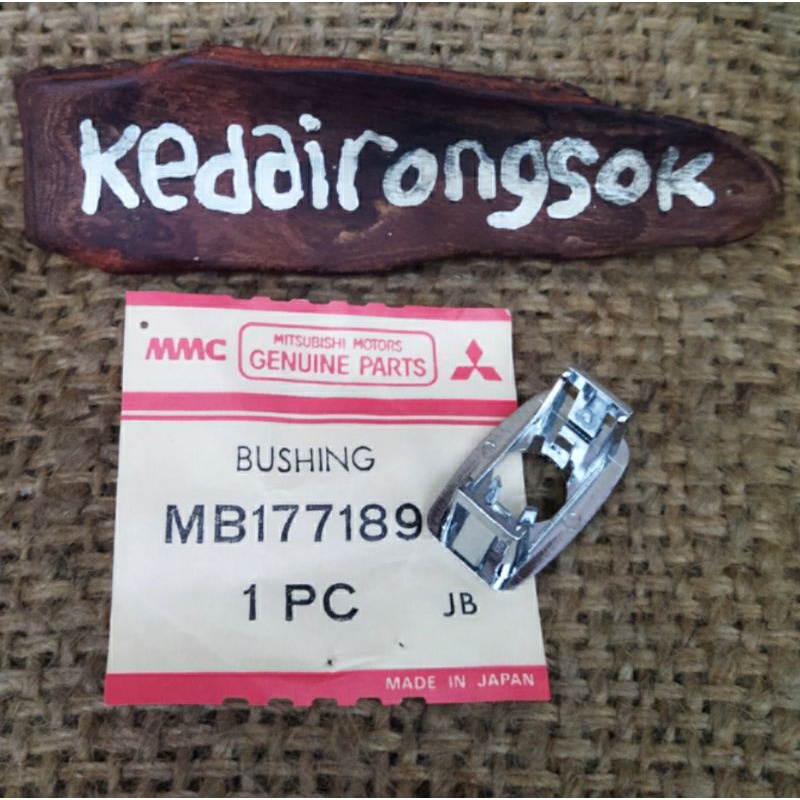 kedairongsok
MMC
MITSUBISHI MOTORS
GENUINE PARTS
BUSHING
MB177189
1 PC JB
MADE IN JAPAN